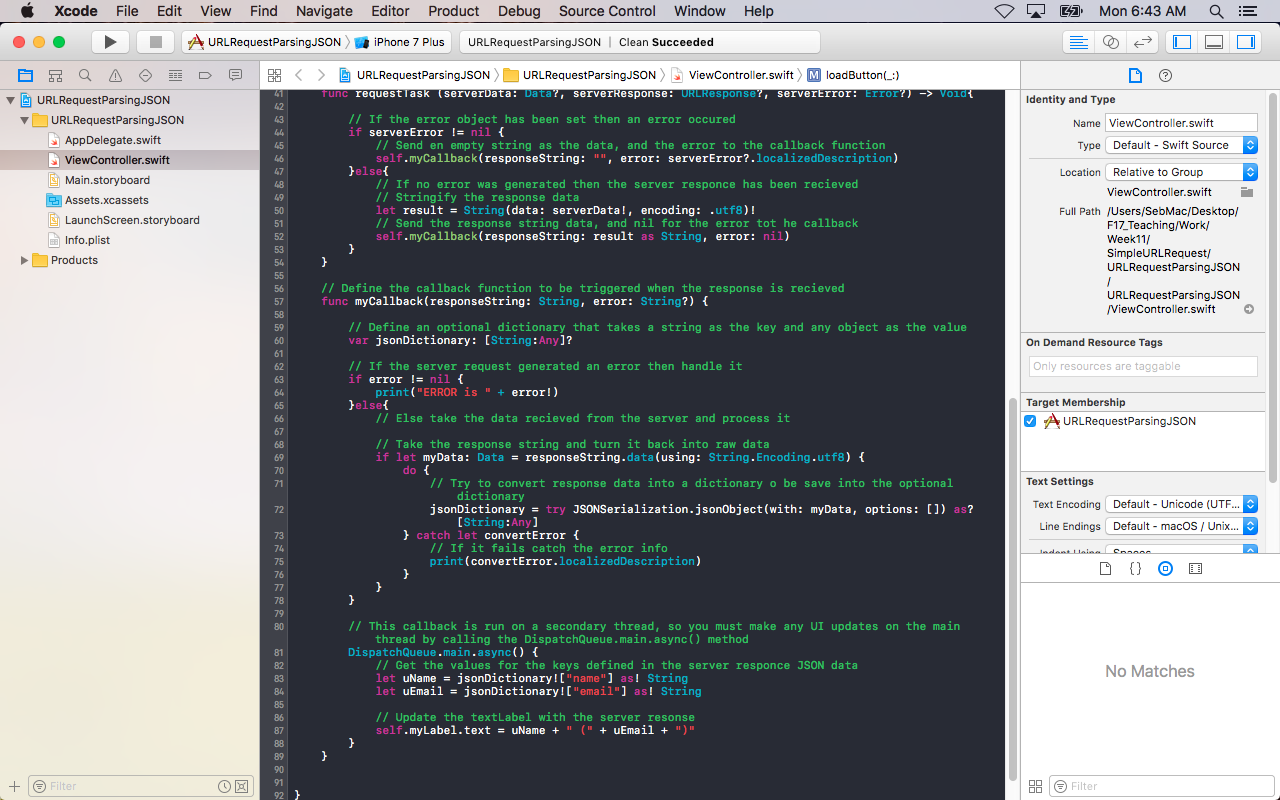 Xcode File Edit View Find Navigate Editor Product Debug Source Control Window Help Mon 6:43 AM
URLRequestParsingJSON iPhone 7 Plus URLRequestParsingJSON | Clean Succeeded
URLRequestParsingJSON URLRequestParsingJSON ViewController.swift M loadButton(_:)
URLRequestParsingJSON
URLRequestParsingJSON
AppDelegate.swift
ViewController.swift
Main.storyboard
Assets.xcassets
LaunchScreen.storyboard
Info.plist
Products
Filter
41 func requestTask (serverData: Data?, serverResponse: URLResponse?, serverError: Error?) -> Void{
42
43 // If the error object has been set then an error occured
44 if serverError != nil {
45 // Send en empty string as the data, and the error to the callback function
46 self.myCallback(responseString: "", error: serverError?.localizedDescription)
47 }else{
48 // If no error was generated then the server responce has been recieved
49 // Stringify the response data
50 let result = String(data: serverData!, encoding: .utf8)!
51 // Send the response string data, and nil for the error tot he callback
52 self.myCallback(responseString: result as String, error: nil)
53 }
54 }
55
56 // Define the callback function to be triggered when the response is recieved
57 func myCallback(responseString: String, error: String?) {
58
59 // Define an optional dictionary that takes a string as the key and any object as the value
60 var jsonDictionary: [String:Any]?
61
62 // If the server request generated an error then handle it
63 if error != nil {
64 print("ERROR is " + error!)
65 }else{
66 // Else take the data recieved from the server and process it
67
68 // Take the response string and turn it back into raw data
69 if let myData: Data = responseString.data(using: String.Encoding.utf8) {
70 do {
71 // Try to convert response data into a dictionary o be save into the optional
dictionary
72 jsonDictionary = try JSONSerialization.jsonObject(with: myData, options: []) as?
[String:Any]
73 } catch let convertError {
74 // If it fails catch the error info
75 print(convertError.localizedDescription)
76 }
77 }
78 }
79
80 // This callback is run on a secondary thread, so you must make any UI updates on the main
thread by calling the DispatchQueue.main.async() method
81 DispatchQueue.main.async() {
82 // Get the values for the keys defined in the server responce JSON data
83 let uName = jsonDictionary!["name"] as! String
84 let uEmail = jsonDictionary!["email"] as! String
85
86 // Update the textLabel with the server resonse
87 self.myLabel.text = uName + " (" + uEmail + ")"
88 }
89 }
90
91
92 }
Identity and Type
Name ViewController.swift
Type Default - Swift Source
Location Relative to Group
ViewController.swift
Full Path /Users/SebMac/Desktop/
F17_Teaching/Work/
Week11/
SimpleURLRequest/
URLRequestParsingJSON
/
URLRequestParsingJSON
/ViewController.swift
On Demand Resource Tags
Only resources are taggable
Target Membership
URLRequestParsingJSON
Text Settings
Text Encoding Default - Unicode (UTF...
Line Endings Default - macOS / Unix...
Indent Using Spaces
No Matches
Filter